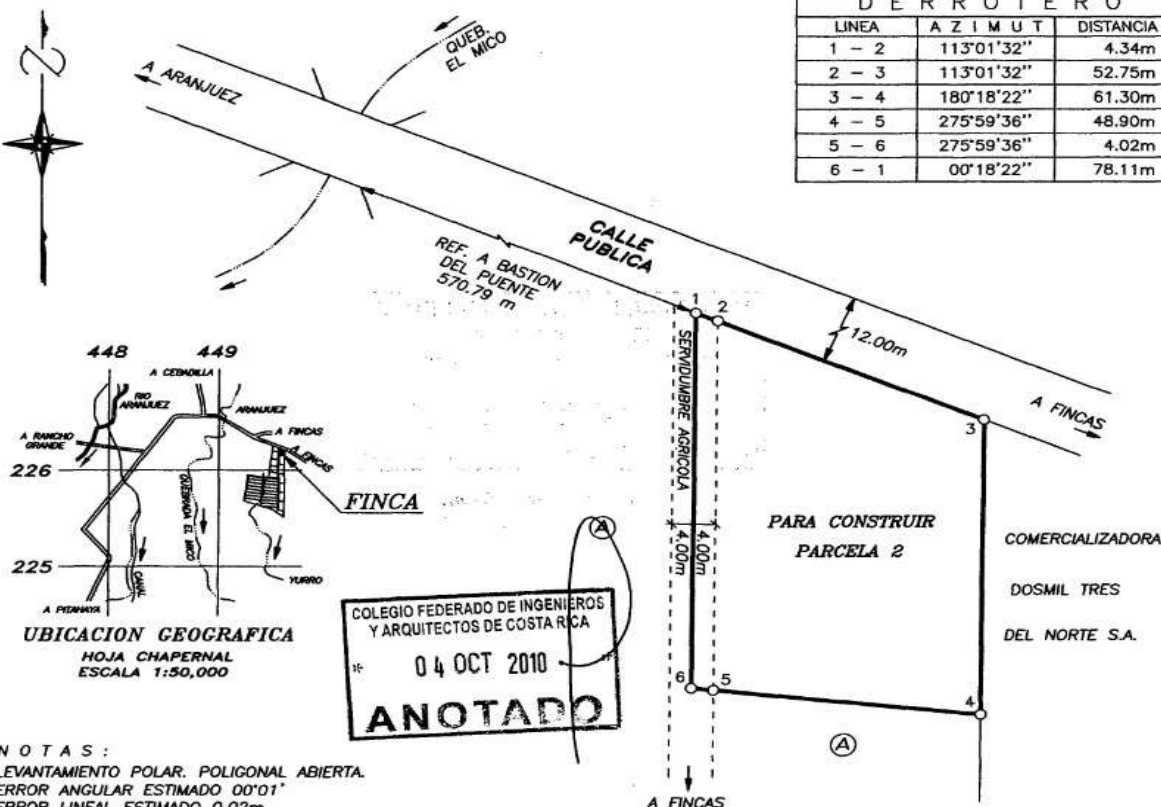 D E R R O T E R O
LINEA A Z I M U T DISTANCIA
1 - 2 113°01'32'' 4.34m
2 - 3 113°01'32'' 52.75m
3 - 4 180°18'22'' 61.30m
4 - 5 275°59'36'' 48.90m
5 - 6 275°59'36'' 4.02m
6 - 1 00°18'22'' 78.11m
QUEB.
EL MICO
A ARANJUEZ
CALLE
PUBLICA
REF. A BASTION
DEL PUENTE
570.79 m
1
2
12.00m
A FINCAS
3
SERVIDUMBRE AGRICOLA
4.00m
4.00m
PARA CONSTRUIR
PARCELA 2
COMERCIALIZADORA
DOSMIL TRES
DEL NORTE S.A.
6
5
4
A
A
A FINCAS
448 449
A CEBADILLA
RIO
ARANJUEZ
ARANJUEZ
A RANCHO
GRANDE
A FINCAS
A FINCAS
226
QUEBRADA EL MICO
FINCA
225
CANAL
YURRO
A PITAHAYA
UBICACION GEOGRAFICA
HOJA CHAPERNAL
ESCALA 1:50,000
COLEGIO FEDERADO DE INGENIEROS
Y ARQUITECTOS DE COSTA RICA
04 OCT 2010
ANOTADO
N O T A S :
LEVANTAMIENTO POLAR. POLIGONAL ABIERTA.
ERROR ANGULAR ESTIMADO 00°01'
ERROR LINEAL ESTIMADO 0.02m